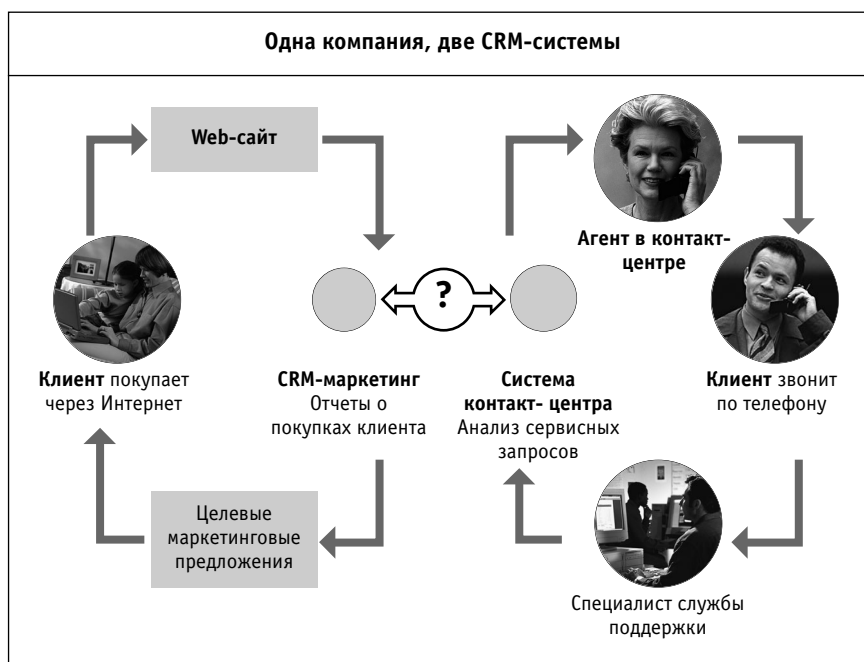 Одна компания, две CRM-системы
Web-сайт
Агент в контакт-
центре
?
Клиент покупает
через Интернет
CRM-маркетинг
Отчеты о
покупках клиента
Система
контакт- центра
Анализ сервисных
запросов
Клиент звонит
по телефону
Целевые
маркетинговые
предложения
Специалист службы
поддержки